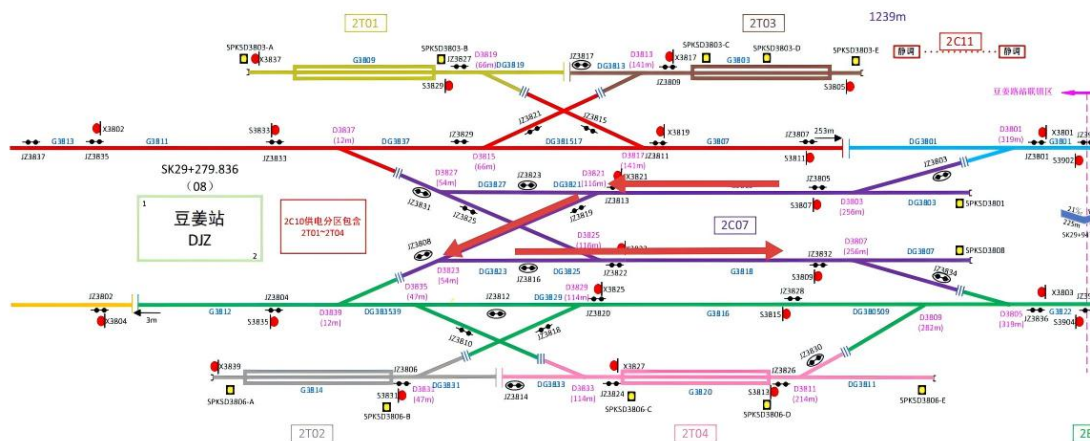 2T01
2T03
1239m
SPKSD3803-A
X3837
SPKSD3803-B
JZ3827
D3819
(66m)
G3809
DG3819
S3829
JZ3817
D3813
(141m)
X3817
SPKSD3803-C
SPKSD3803-D
SPKSD3803-E
DG3813
JZ3809
G3803
S3805
静调
2C11
静调
豆姜路站联锁区
JZ3821
JZ3815
X3802
G3813
G3811
JZ3837
JZ3835
S3833
JZ3833
D3837
(12m)
G3837
JZ3829
D3815
(66m)
DG381517
D3817
(141m)
X3819
JZ3811
G3807
JZ3807
253m
S3811
D3801
(319m)
DG3801
X3801
G3801
JZ3801
S3902
JZ3803
SK29+279.836
(08)
1
豆姜站
DJZ
2
2C10供电分区包含
2T01~2T04
D3827
(54m)
JZ3823
DG3827
DG3821
D3821
(116m)
X3821
JZ3813
JZ3831
JZ3825
JZ3819
JZ3805
S3807
D3803
(256m)
DG3803
SPKSD3801
21‰
225m
JZ3808
D3825
(116m)
2C07
D3823
(54m)
DG3823
JZ3816
DG3825
JZ3822
G3818
JZ3832
S3809
D3807
(256m)
DG3807
SPKSD3808
JZ3834
JZ3802
X3804
3m
G3812
JZ3804
S3835
D3839
(12m)
D3835
(47m)
DG383539
JZ3812
DG3829
D3829
(114m)
X3825
JZ3820
JZ3810
JZ3818
G3816
JZ3828
S3815
DG380509
D3809
(282m)
D3805
(319m)
X3803
G3822
JZ3836
S3904
JZ3830
X3839
SPKSD3806-A
G3814
JZ3806
S3831
SPKSD3806-B
D3831
(47m)
DG3831
JZ3814
DG3833
D3833
(114m)
X3827
JZ3824
SPKSD3806-C
G3820
JZ3826
S3813
SPKSD3806-D
D3811
(214m)
DG3811
SPKSD3806-E
2T02
2T04